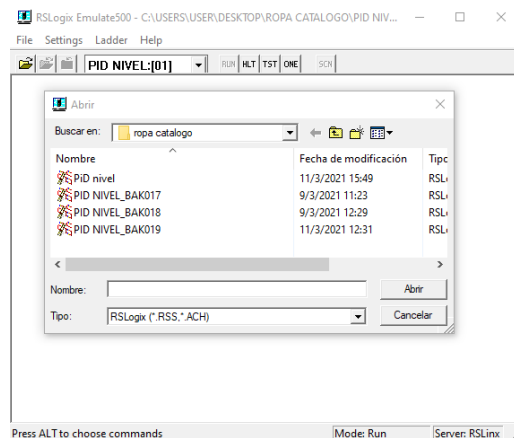 RSLogix Emulate500 - C:\USERS\USER\DESKTOP\ROPA CATALOGO\PID NIV...
File Settings Ladder Help
PID NIVEL:[01] RUN HLT TST ONE SCN
Abrir
Buscar en: ropa catalogo
Nombre Fecha de modificación Tipc
PiD nivel 11/3/2021 15:49 RSL
PID NIVEL_BAK017 9/3/2021 11:23 RSL
PID NIVEL_BAK018 9/3/2021 12:29 RSL
PID NIVEL_BAK019 11/3/2021 12:31 RSL
Nombre: Abrir
Tipo: RSLogix (*.RSS,*.ACH) Cancelar
Press ALT to choose commands Mode: Run Server: RSLinx